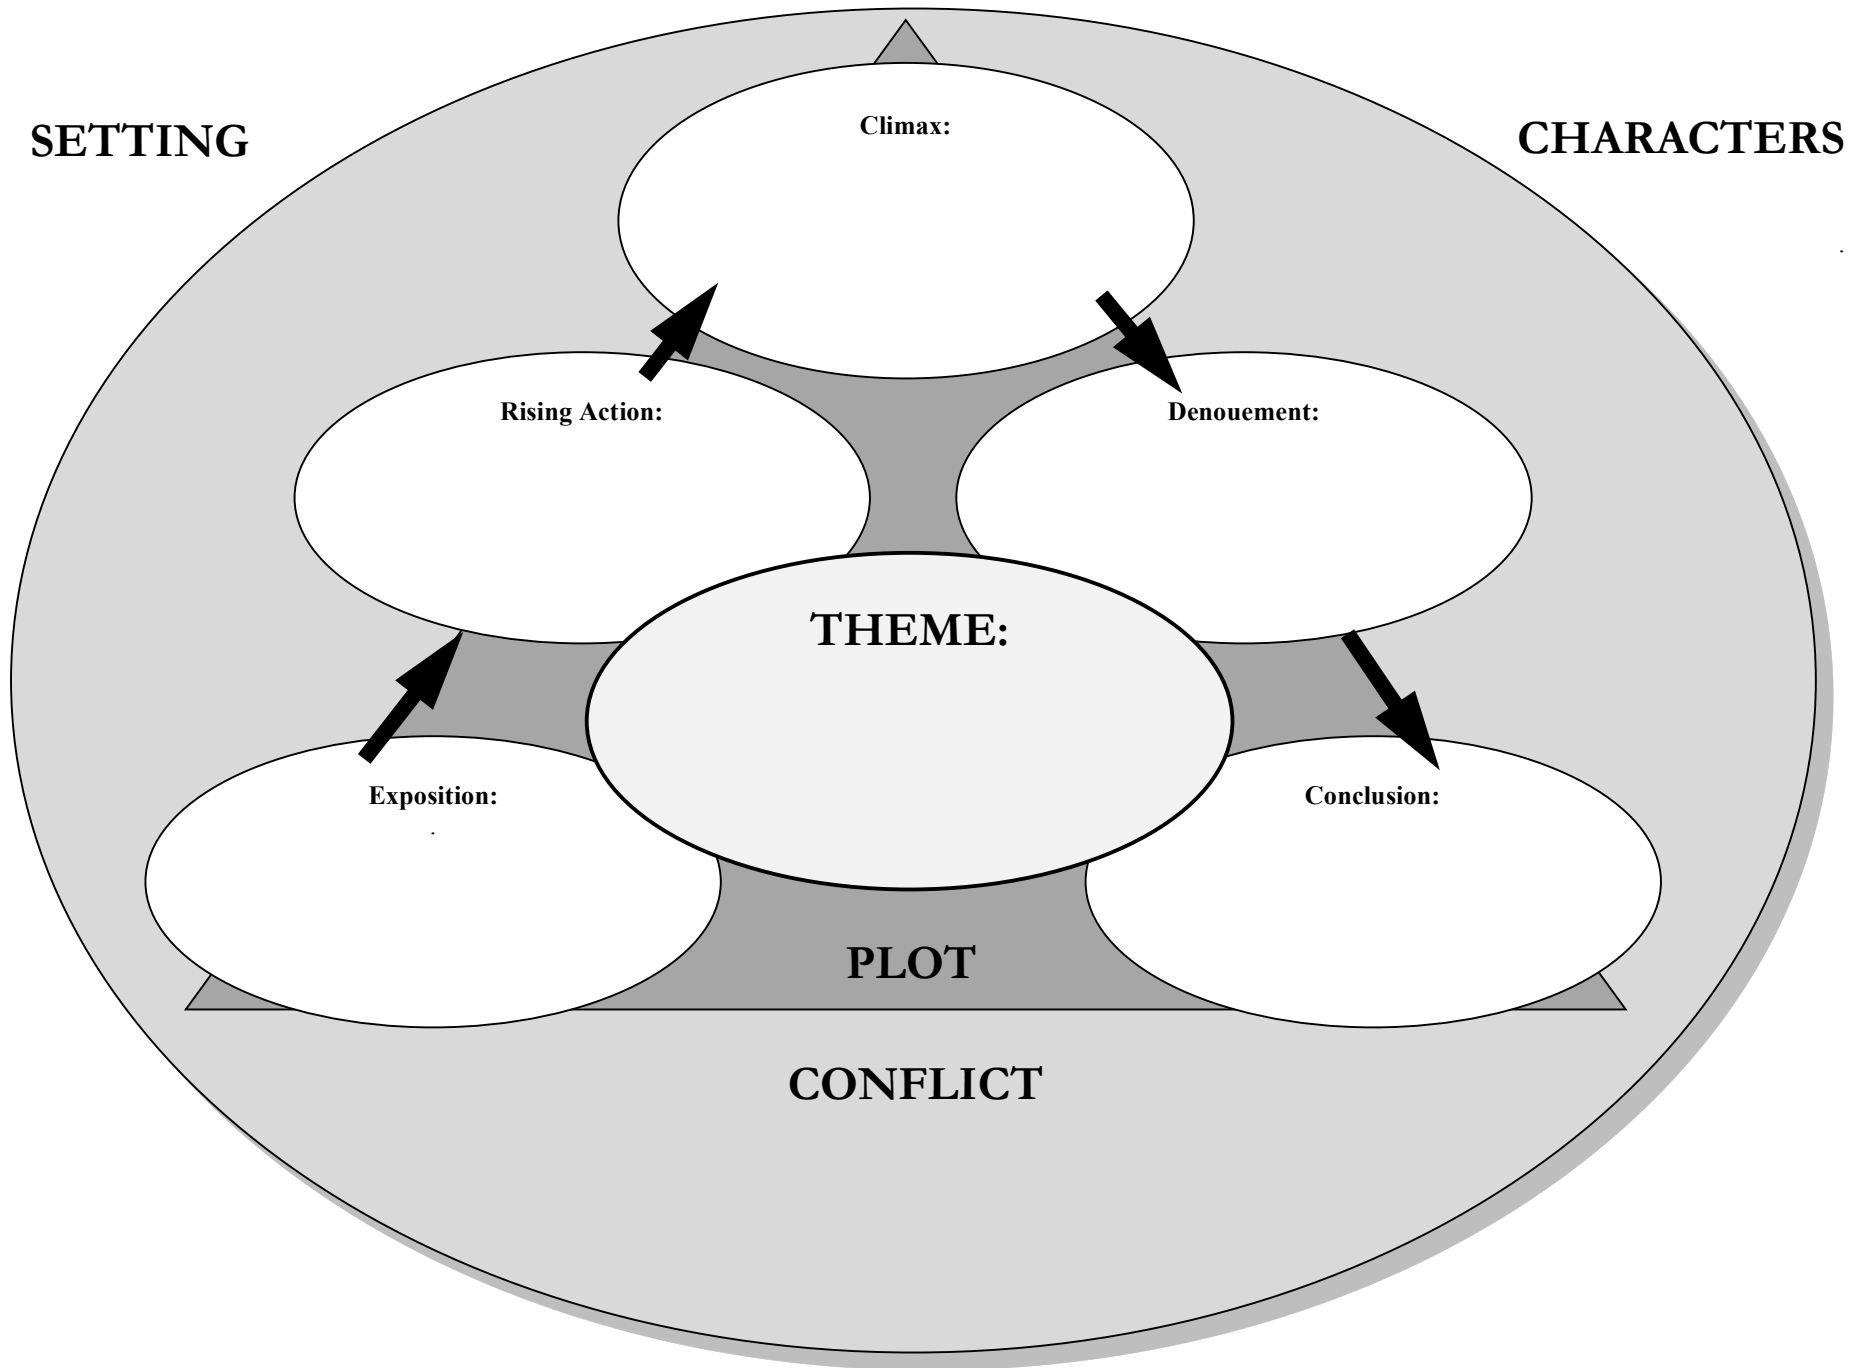 SETTING
CHARACTERS
Climax:
Rising Action:
Denouement:
THEME:
Exposition:
Conclusion:
PLOT
CONFLICT